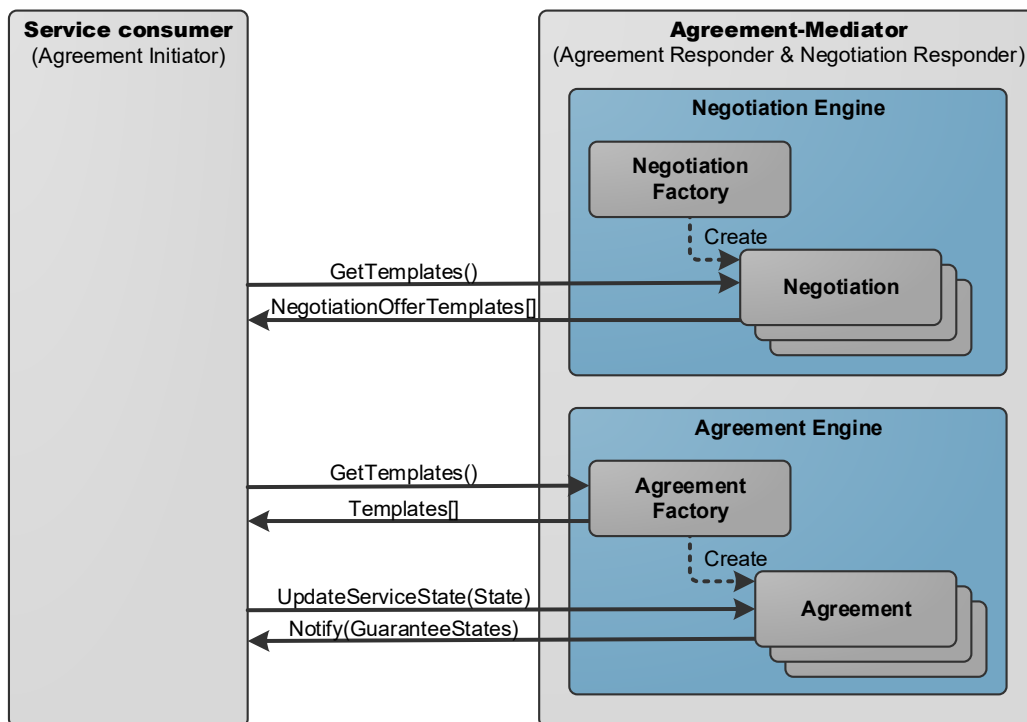 Service consumer
(Agreement Initiator)
Agreement-Mediator
(Agreement Responder & Negotiation Responder)
Negotiation Engine
Negotiation
Factory
Create
GetTemplates()
Negotiation
NegotiationOfferTemplates[]
Agreement Engine
GetTemplates()
Agreement
Factory
Templates[]
Create
UpdateServiceState(State)
Agreement
Notify(GuaranteeStates)